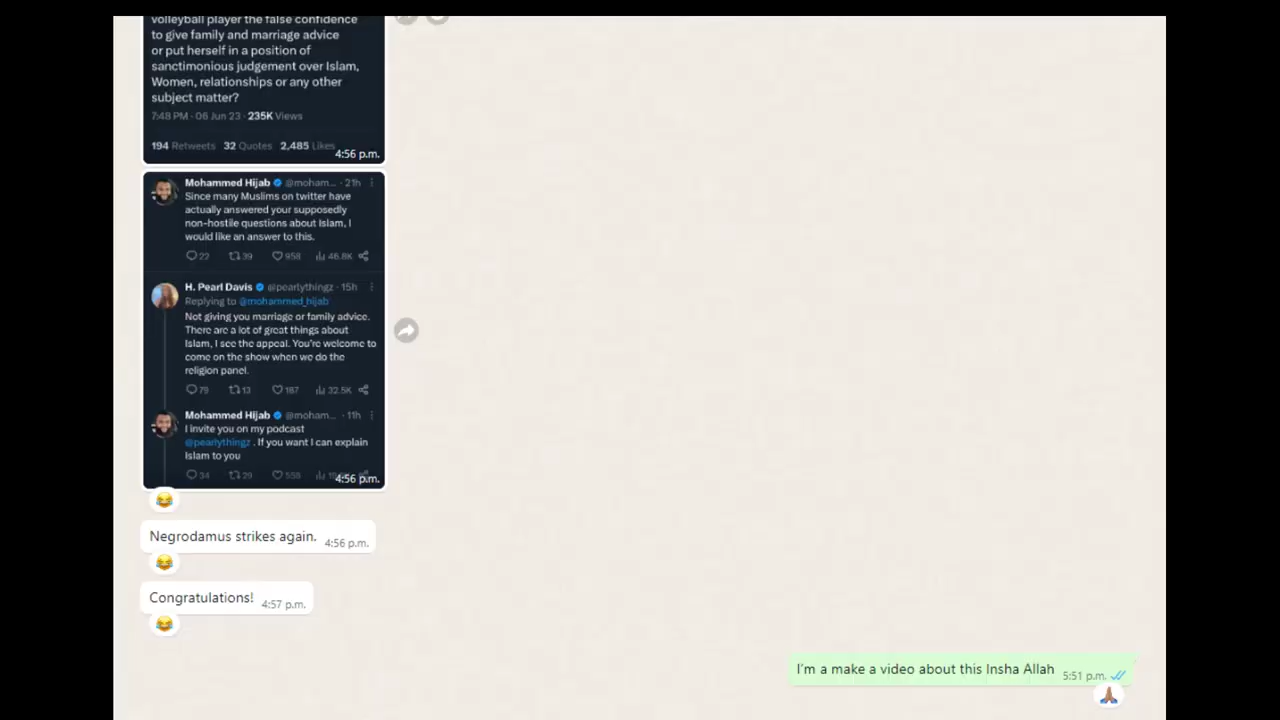 volleyball player the false confidence
to give family and marriage advice
or put herself in a position of
sanctimonious judgement over Islam,
Women, relationships or any other
subject matter?
7:48 PM · 06 Jun 23 · 235K Views
194 Retweets 32 Quotes 2,485 Likes
4:56 p.m.
Mohammed Hijab @moham... · 21h
Since many Muslims on twitter have
actually answered your supposedly
non-hostile questions about Islam, I
would like an answer to this.
22 39 958 46.8K
H. Pearl Davis @pearlythingz · 15h
Replying to @mohammed_hijab
Not giving you marriage or family advice.
There are a lot of great things about
Islam, I see the appeal. You're welcome to
come on the show when we do the
religion panel.
79 13 187 32.5K
Mohammed Hijab @moham... · 11h
I invite you on my podcast
@pearlythingz . If you want I can explain
Islam to you
34 29 4:56 p.m.
Negrodamus strikes again. 4:56 p.m.
Congratulations! 4:57 p.m.
I'm a make a video about this Insha Allah 5:51 p.m.